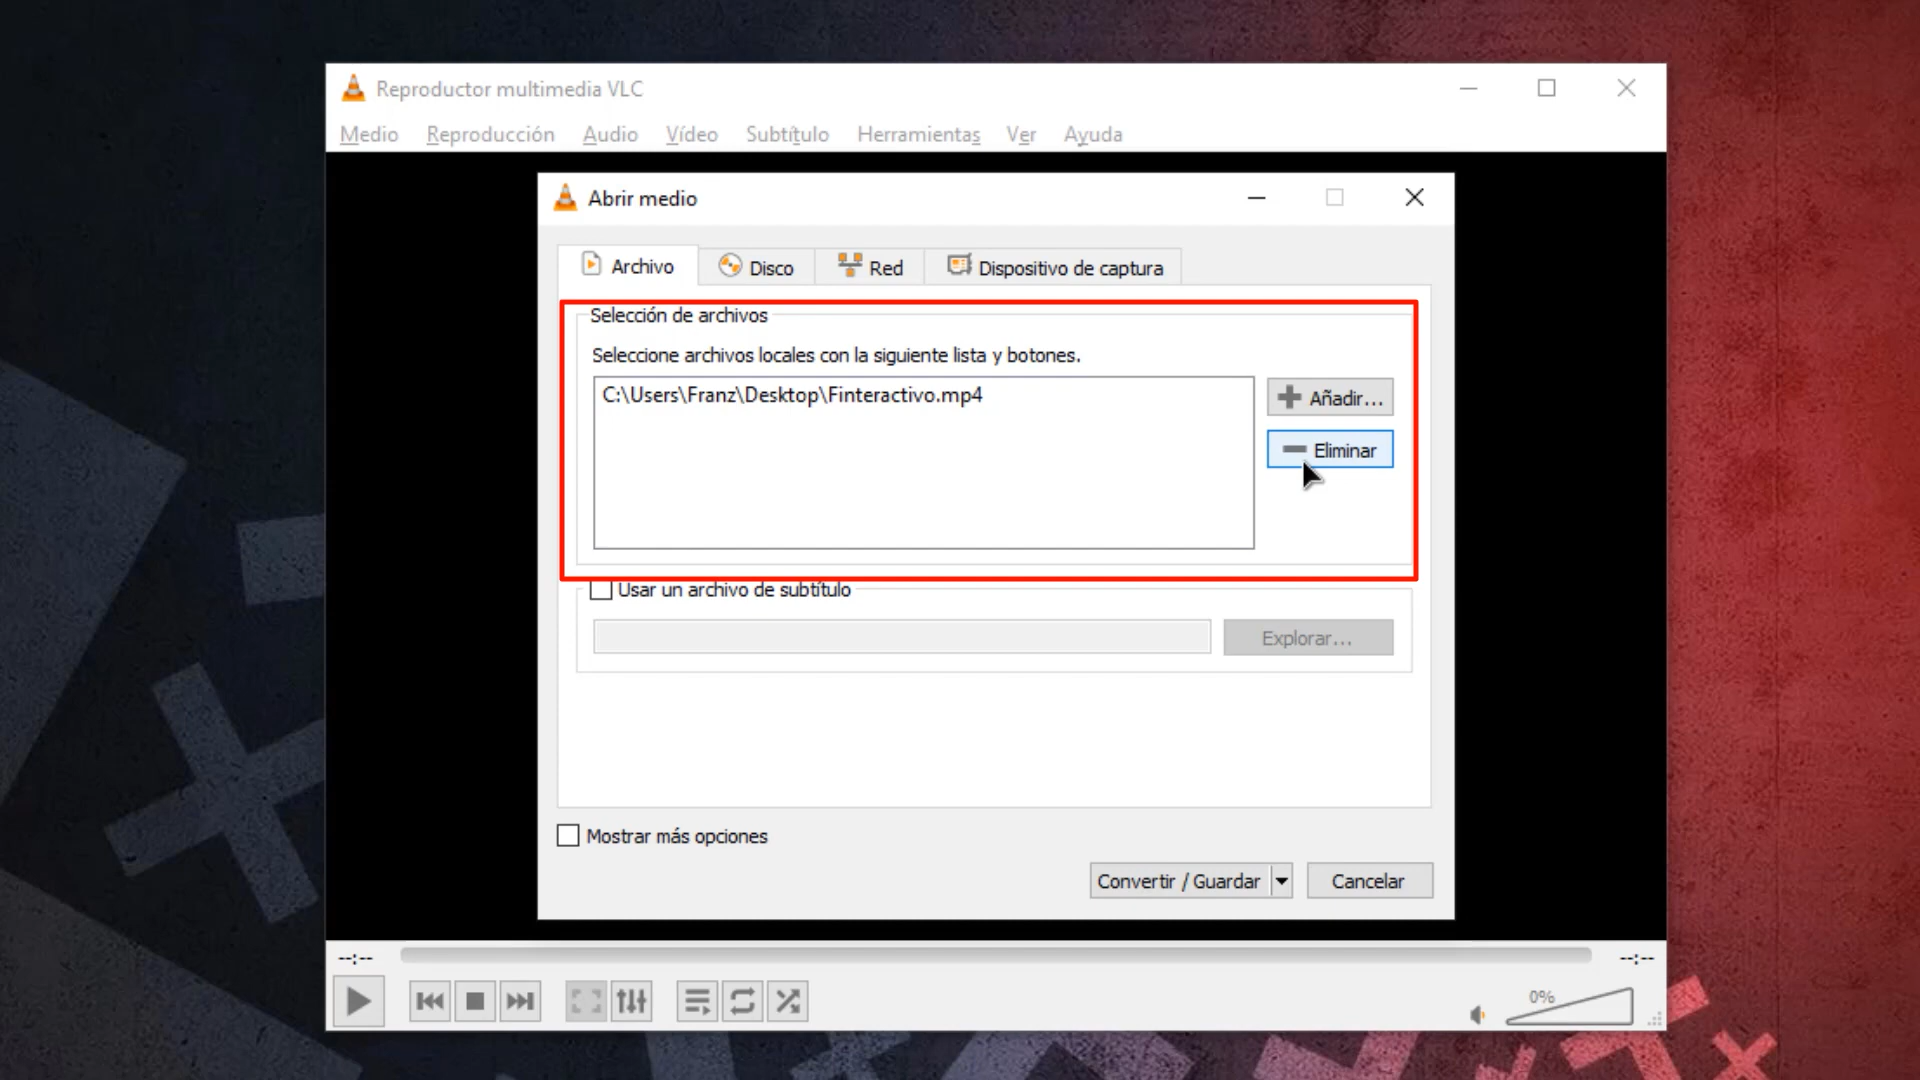 Reproductor multimedia VLC
Medio Reproducción Audio Vídeo Subtítulo Herramientas Ver Ayuda
Abrir medio
Archivo Disco Red Dispositivo de captura
Selección de archivos
Seleccione archivos locales con la siguiente lista y botones.
C:\Users\Franz\Desktop\Finteractivo.mp4
Añadir...
Eliminar
Usar un archivo de subtítulo
Explorar...
Mostrar más opciones
Convertir / Guardar Cancelar
--:-- --:--
0%